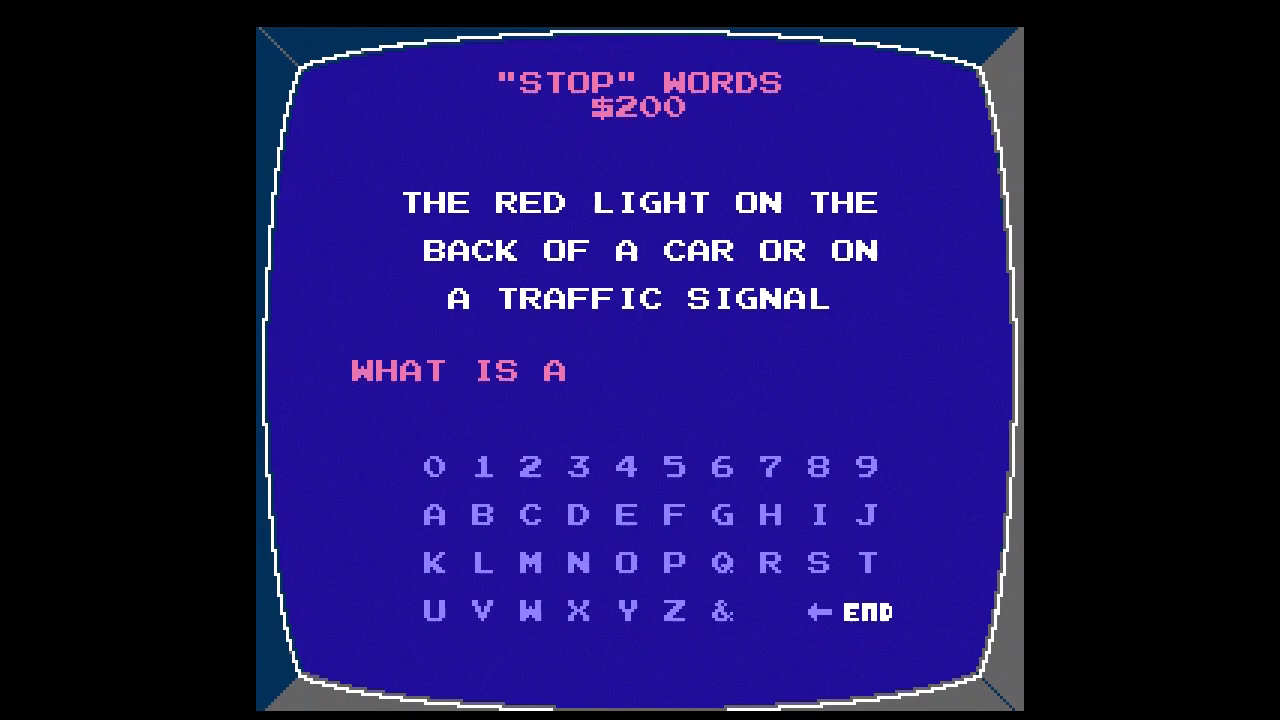 "STOP" WORDS
$200
THE RED LIGHT ON THE
BACK OF A CAR OR ON
A TRAFFIC SIGNAL
WHAT IS A
0 1 2 3 4 5 6 7 8 9
A B C D E F G H I J
K L M N O P Q R S T
U V W X Y Z & ← END